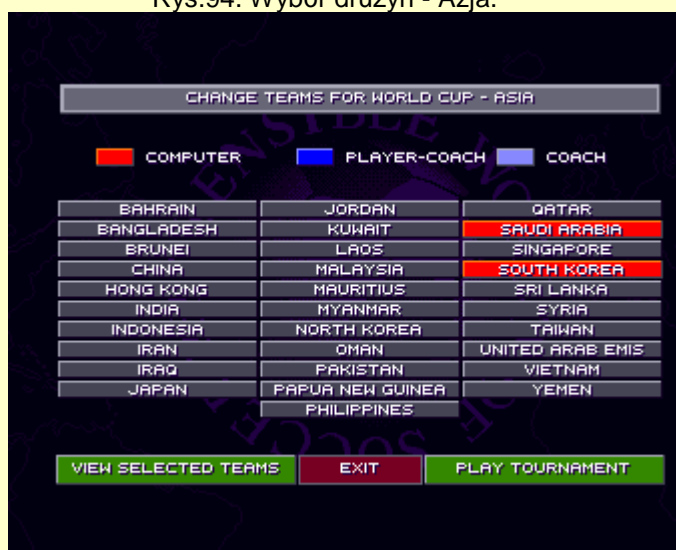 Rys.94. Wybór drużyn - Azja.
CHANGE TEAMS FOR WORLD CUP - ASIA
COMPUTER PLAYER-COACH COACH
BAHRAIN JORDAN QATAR
BANGLADESH KUWAIT SAUDI ARABIA
BRUNEI LAOS SINGAPORE
CHINA MALAYSIA SOUTH KOREA
HONG KONG MAURITIUS SRI LANKA
INDIA MYANMAR SYRIA
INDONESIA NORTH KOREA TAIWAN
IRAN OMAN UNITED ARAB EMIS
IRAQ PAKISTAN VIETNAM
JAPAN PAPUA NEW GUINEA YEMEN
PHILIPPINES
VIEW SELECTED TEAMS EXIT PLAY TOURNAMENT